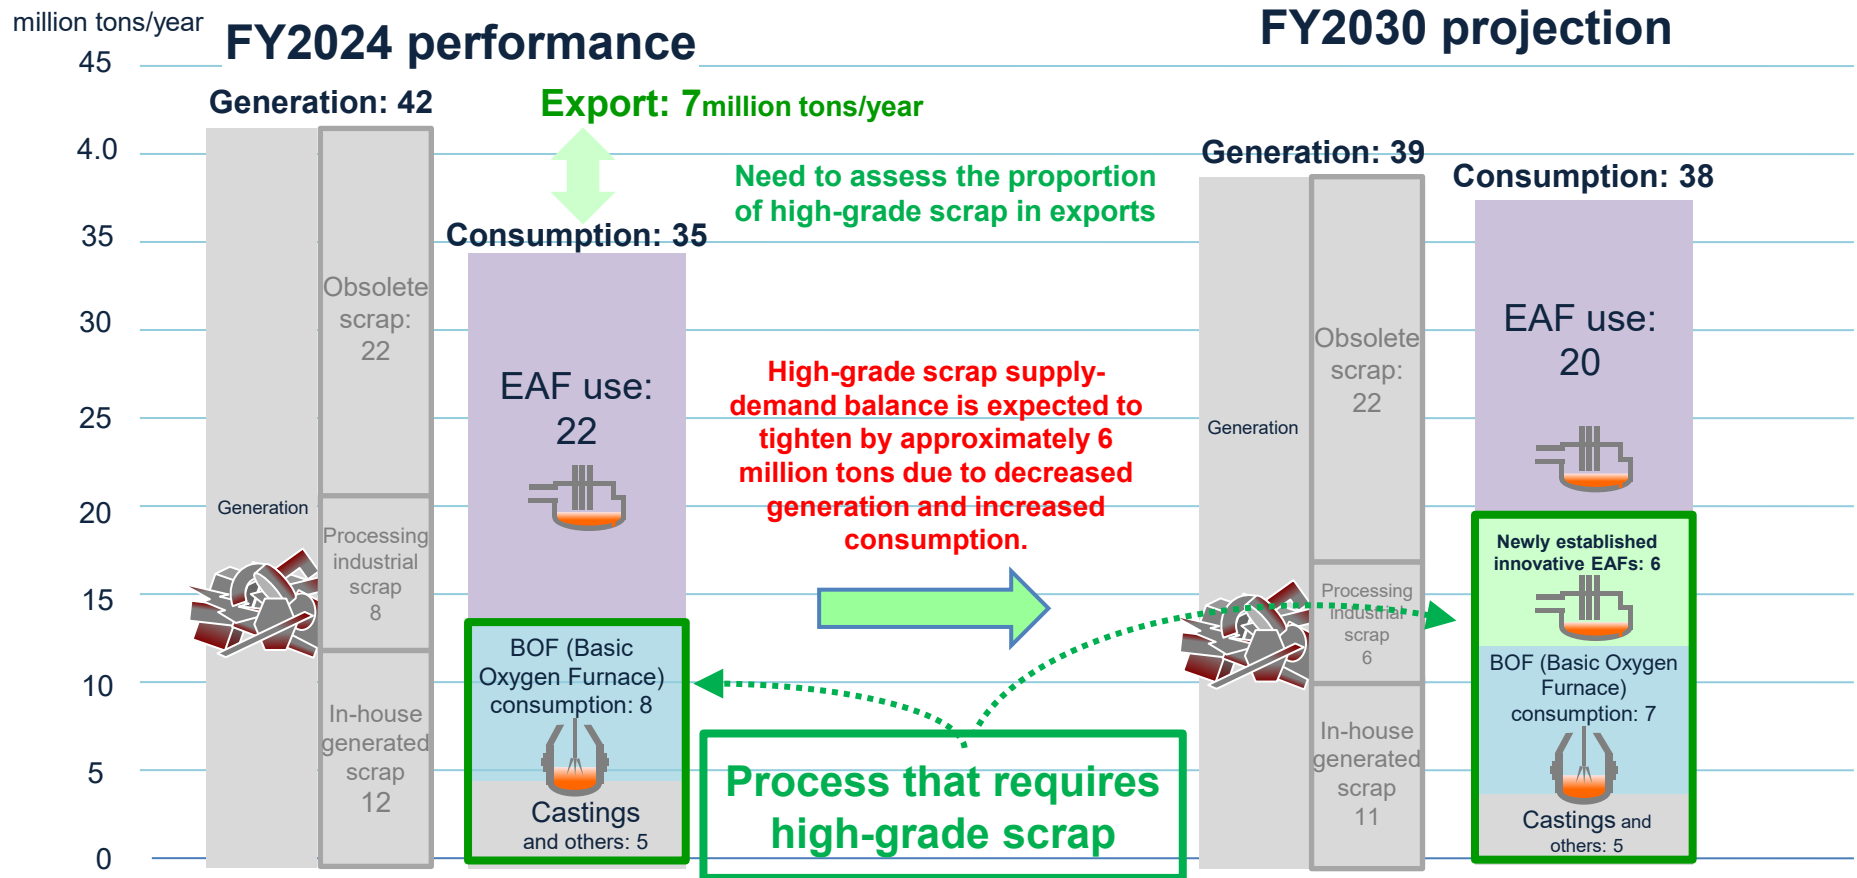 million tons/year
FY2024 performance
FY2030 projection
45
4.0
35
30
25
20
15
10
5
0
Generation: 42
Export: 7million tons/year
Need to assess the proportion
of high-grade scrap in exports
Consumption: 35
Generation
Obsolete
scrap:
22
Processing
industrial
scrap
8
In-house
generated
scrap
12
EAF use:
22
BOF (Basic
Oxygen Furnace)
consumption: 8
Castings
and others: 5
High-grade scrap supply-
demand balance is expected to
tighten by approximately 6
million tons due to decreased
generation and increased
consumption.
Process that requires
high-grade scrap
Generation: 39
Consumption: 38
Generation
Obsolete
scrap:
22
Processing
industrial
scrap
6
In-house
generated
scrap
11
EAF use:
20
Newly established
innovative EAFs: 6
BOF (Basic Oxygen
Furnace)
consumption: 7
Castings and
others: 5